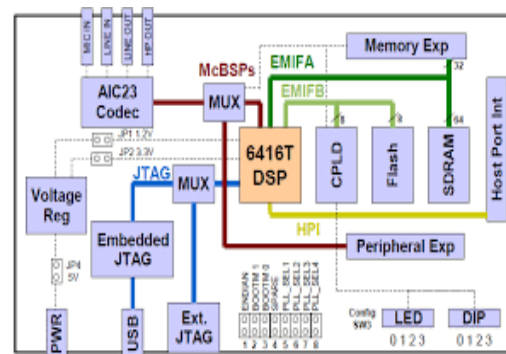 MIC IN
LINE IN
LINE OUT
HP OUT
AIC23
Codec
McBSPs
MUX
Memory Exp
32
EMIFA
EMIFB
8
8
64
JP1 1.2V
JP2 3.3V
6416T
DSP
CPLD
Flash
SDRAM
Host Port Int
Voltage
Reg
JTAG
MUX
HPI
Embedded
JTAG
Peripheral Exp
JP4
5V
ENDIAN
BOOTM 1
BOOTM 0
SPARE
PLL_SEL1
PLL_SEL2
PLL_SEL3
PLL_SEL4
1 2 3 4 5 6 7 8
PWR
USB
Ext.
JTAG
Config
SW3
LED
DIP
0 1 2 3
0 1 2 3